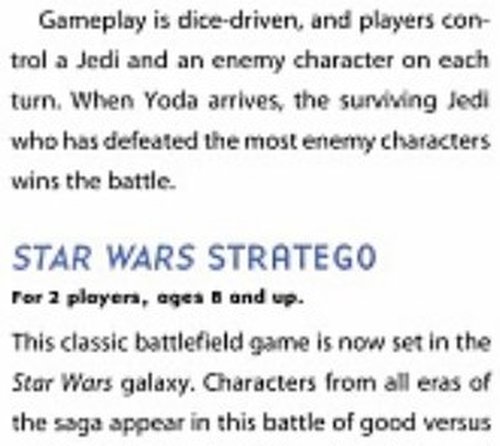 Gameplay is dice-driven, and players con-
trol a Jedi and an enemy character on each
turn. When Yoda arrives, the surviving Jedi
who has defeated the most enemy characters
wins the battle.
STAR WARS STRATEGO
For 2 players, ages 8 and up.
This classic battlefield game is now set in the
Star Wars galaxy. Characters from all eras of
the saga appear in this battle of good versus